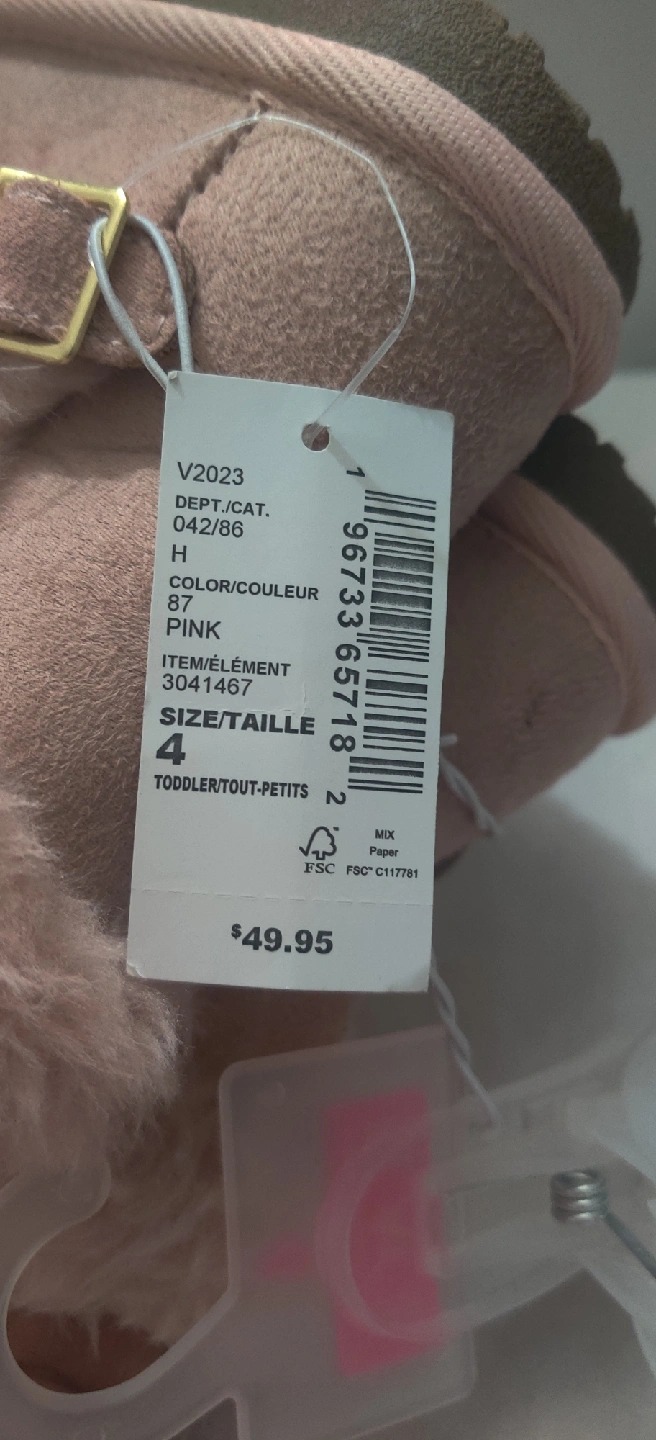 V2023
DEPT./CAT.
042/86
H
COLOR/COULEUR
87
PINK
ITEM/ÉLÉMENT
3041467
SIZE/TAILLE
4
TODDLER/TOUT-PETITS
1 96733 65718 2
FSC™
MIX
Paper
FSC™ C117781
$49.95